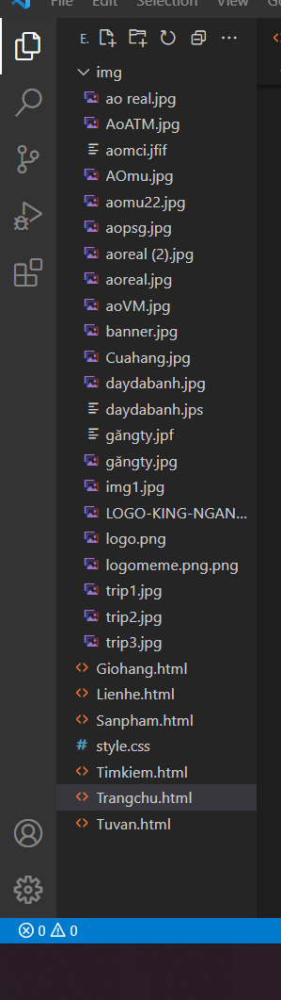 File Edit Selection View
E.
img
ao real.jpg
AoATM.jpg
aomci.jfif
AOmu.jpg
aomu22.jpg
aopsg.jpg
aoreal (2).jpg
aoreal.jpg
aoVM.jpg
banner.jpg
Cuahang.jpg
daydabanh.jpg
daydabanh.jps
găngty.jpf
găngty.jpg
img1.jpg
LOGO-KING-NGAN...
logo.png
logomeme.png.png
trip1.jpg
trip2.jpg
trip3.jpg
Giohang.html
Lienhe.html
Sanpham.html
style.css
Timkiem.html
Trangchu.html
Tuvan.html
0 0